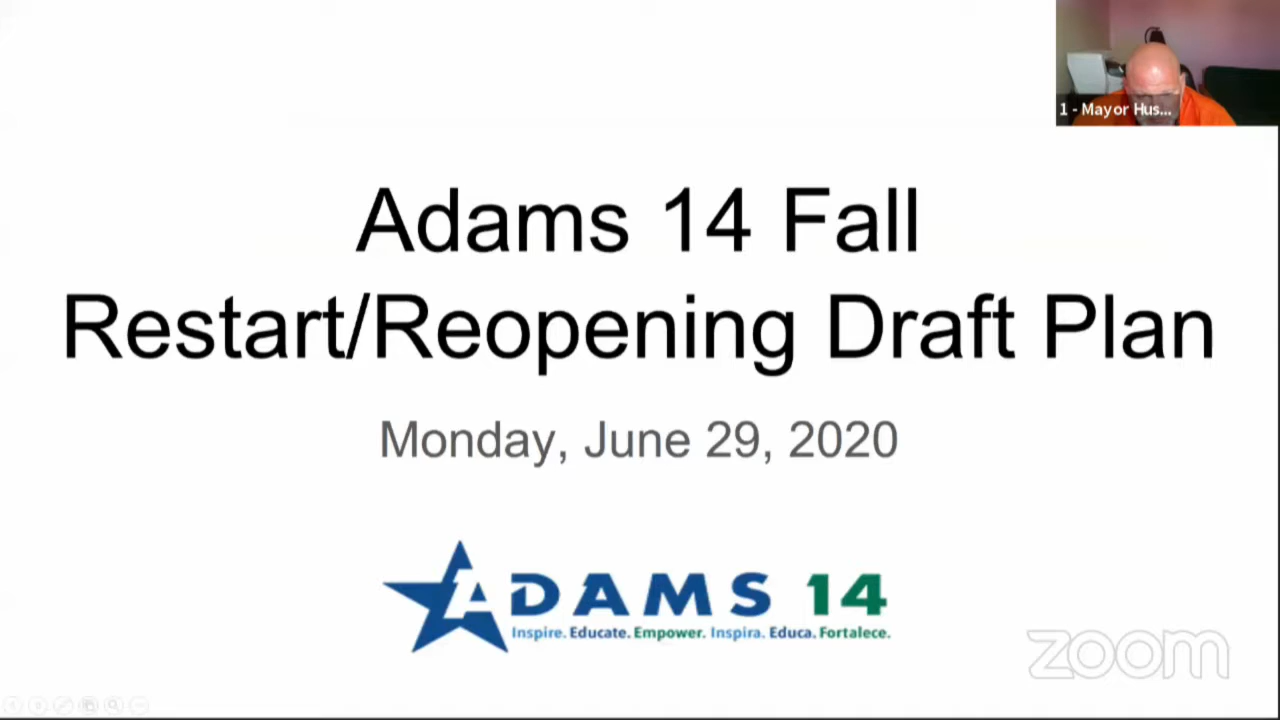 1 - Mayor Hus...
Adams 14 Fall
Restart/Reopening Draft Plan
Monday, June 29, 2020
ADAMS 14
Inspire. Educate. Empower. Inspira. Educa. Fortalece.
zoom